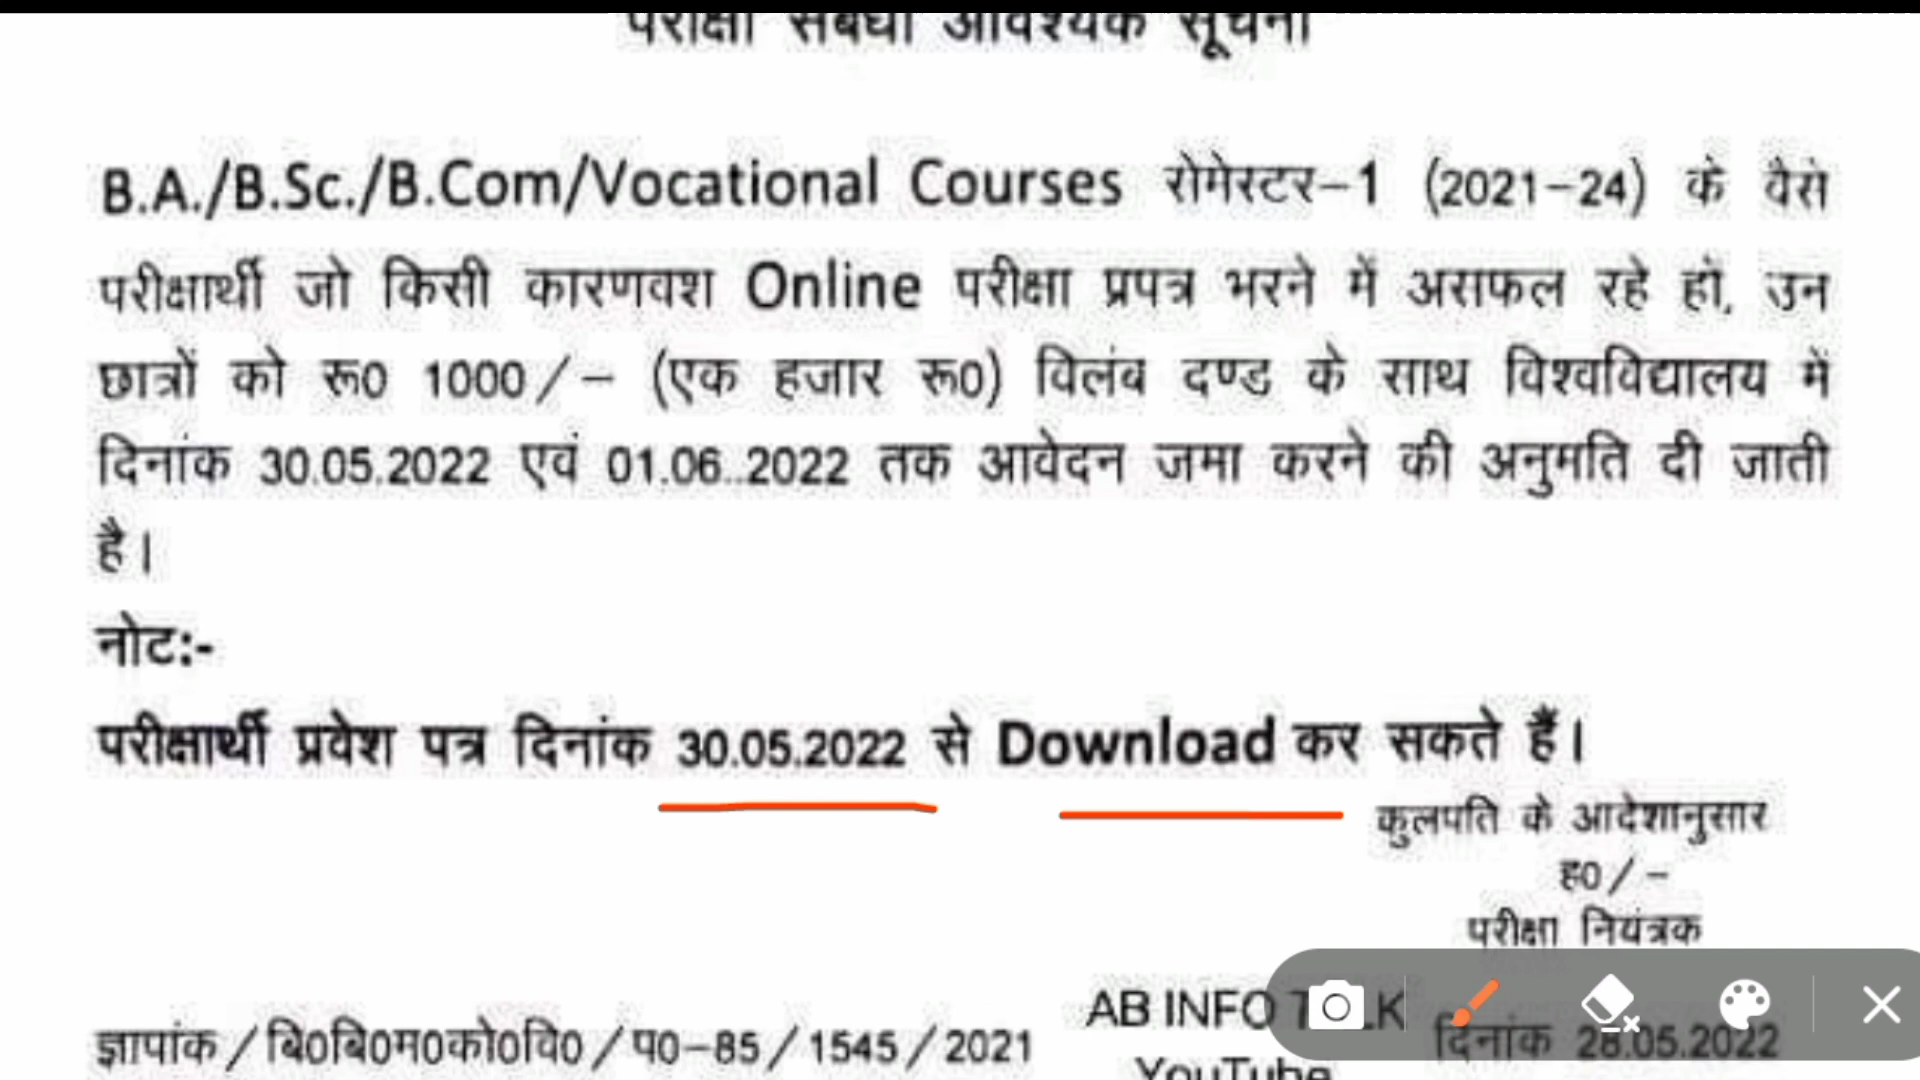 परीक्षा संबंधी आवश्यक सूचना
B.A./B.Sc./B.Com/Vocational Courses सेमेस्टर-1 (2021-24) के वैसे
परीक्षार्थी जो किसी कारणवश Online परीक्षा प्रपत्र भरने में असफल रहे हों, उन
छात्रों को रू0 1000/- (एक हजार रू0) विलंब दण्ड के साथ विश्वविद्यालय में
दिनांक 30.05.2022 एवं 01.06..2022 तक आवेदन जमा करने की अनुमति दी जाती
है।
नोट:-
परीक्षार्थी प्रवेश पत्र दिनांक 30.05.2022 से Download कर सकते हैं।
कुलपति के आदेशानुसार
ह0/-
परीक्षा नियंत्रक
ज्ञापांक/बि0बि0म0को0वि0/प0-85/1545/2021
AB INFO
YouTube
दिनांक 28.05.2022